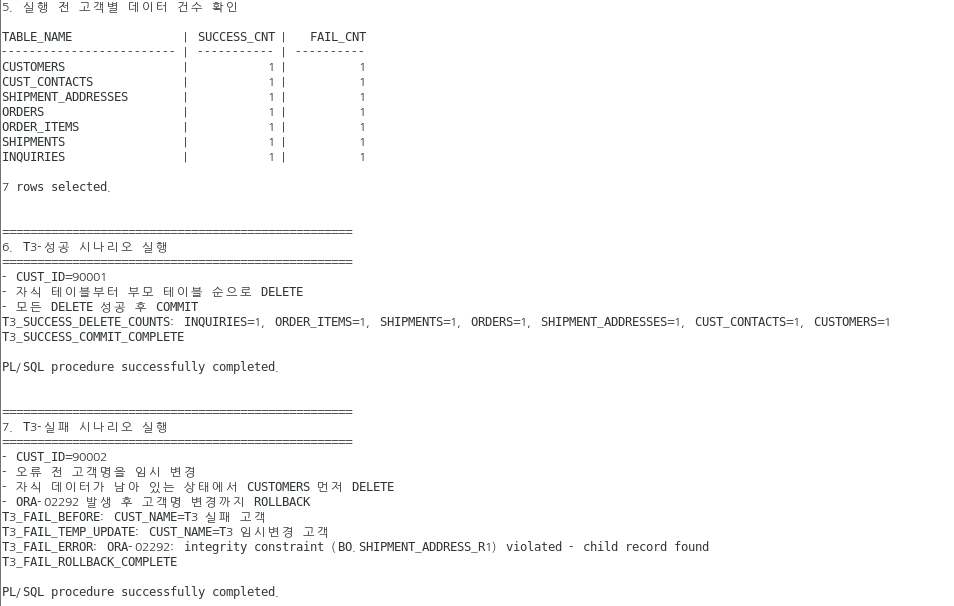 5. 실행 전 고객별 데이터 건수 확인
TABLE_NAME | SUCCESS_CNT | FAIL_CNT
------------------------- | ----------- | ----------
CUSTOMERS | 1 | 1
CUST_CONTACTS | 1 | 1
SHIPMENT_ADDRESSES | 1 | 1
ORDERS | 1 | 1
ORDER_ITEMS | 1 | 1
SHIPMENTS | 1 | 1
INQUIRIES | 1 | 1
7 rows selected.
==================================================
6. T3-성공 시나리오 실행
==================================================
- CUST_ID=90001
- 자식 테이블부터 부모 테이블 순으로 DELETE
- 모든 DELETE 성공 후 COMMIT
T3_SUCCESS_DELETE_COUNTS: INQUIRIES=1, ORDER_ITEMS=1, SHIPMENTS=1, ORDERS=1, SHIPMENT_ADDRESSES=1, CUST_CONTACTS=1, CUSTOMERS=1
T3_SUCCESS_COMMIT_COMPLETE
PL/SQL procedure successfully completed.
==================================================
7. T3-실패 시나리오 실행
==================================================
- CUST_ID=90002
- 오류 전 고객명을 임시 변경
- 자식 데이터가 남아 있는 상태에서 CUSTOMERS 먼저 DELETE
- ORA-02292 발생 후 고객명 변경까지 ROLLBACK
T3_FAIL_BEFORE: CUST_NAME=T3 실패 고객
T3_FAIL_TEMP_UPDATE: CUST_NAME=T3 임시변경 고객
T3_FAIL_ERROR: ORA-02292: integrity constraint (BO.SHIPMENT_ADDRESS_R1) violated - child record found
T3_FAIL_ROLLBACK_COMPLETE
PL/SQL procedure successfully completed.